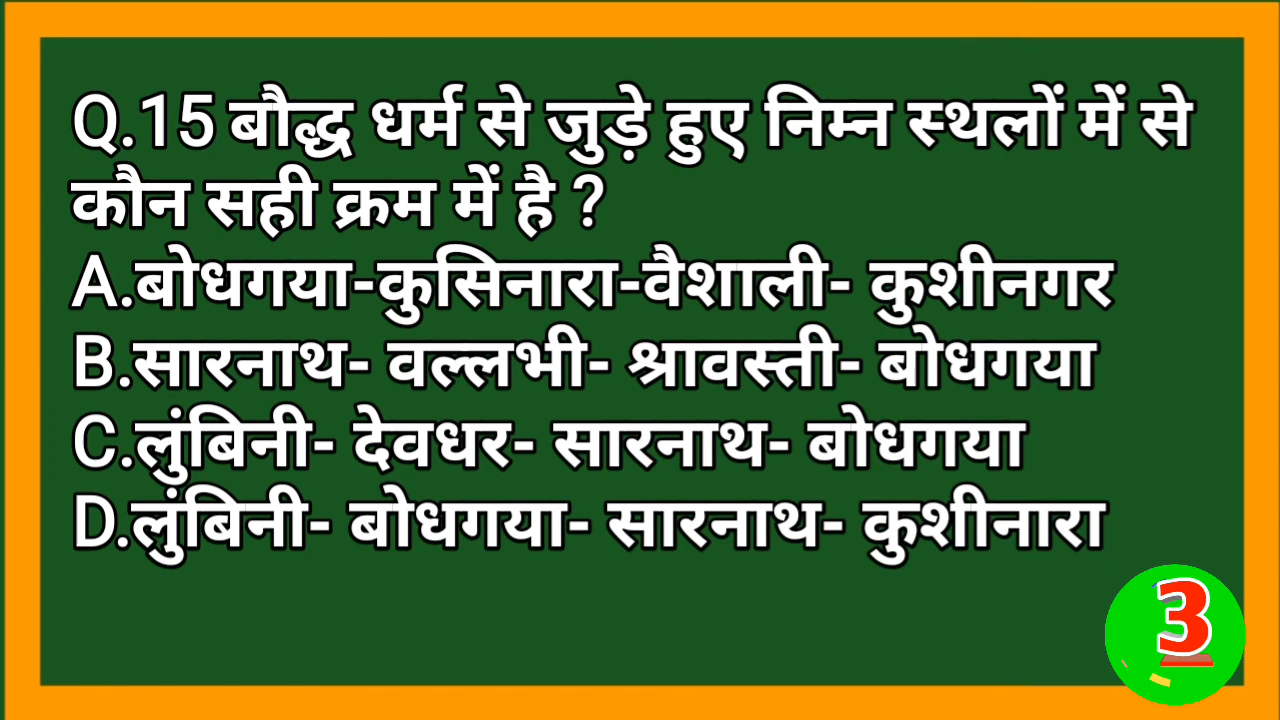 Q.15 बौद्ध धर्म से जुड़े हुए निम्न स्थलों में से
कौन सही क्रम में है ?
A.बोधगया-कुसिनारा-वैशाली- कुशीनगर
B.सारनाथ- वल्लभी- श्रावस्ती- बोधगया
C.लुंबिनी- देवधर- सारनाथ- बोधगया
D.लुंबिनी- बोधगया- सारनाथ- कुशीनारा
3